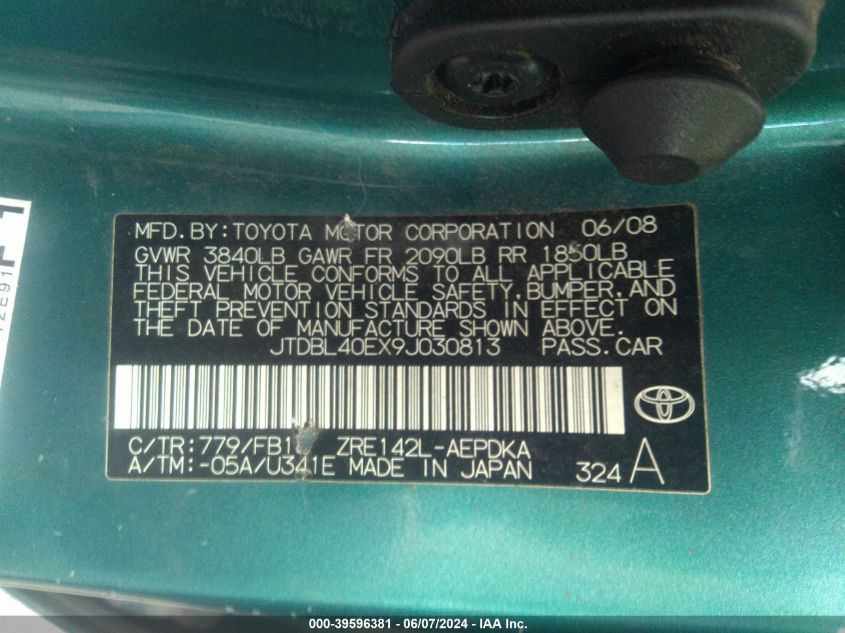 MFD. BY: TOYOTA MOTOR CORPORATION 06/08
GVWR 3840LB GAWR FR 2090LB RR 1850LB
THIS VEHICLE CONFORMS TO ALL APPLICABLE
FEDERAL MOTOR VEHICLE SAFETY, BUMPER, AND
THEFT PREVENTION STANDARDS IN EFFECT ON
THE DATE OF MANUFACTURE SHOWN ABOVE.
JTDBL40EX9J030813 PASS. CAR
C/TR: 779/ ZRE142L-AEPDKA
A/TM: -05A/U341E MADE IN JAPAN 324 A
12E91
000-39596381 - 06/07/2024 - IAA Inc.